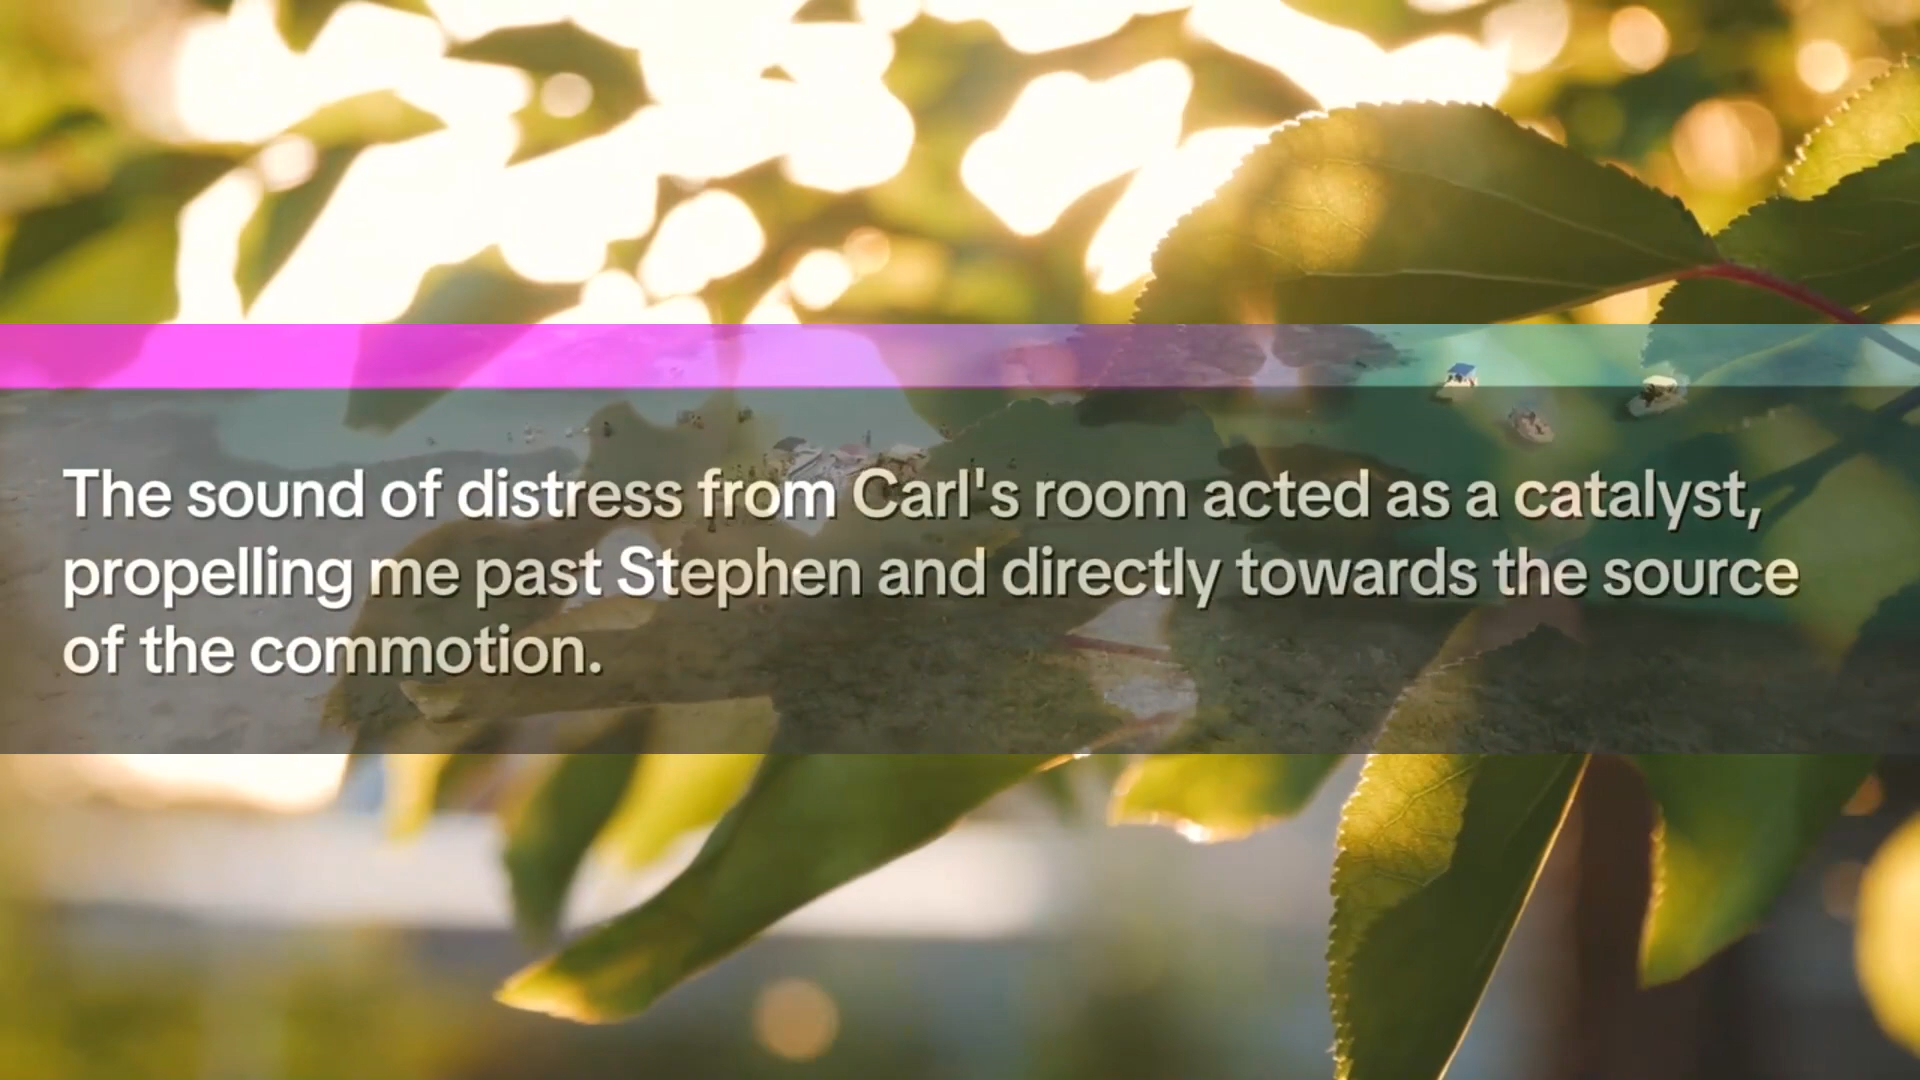 The sound of distress from Carl's room acted as a catalyst,
propelling me past Stephen and directly towards the source
of the commotion.